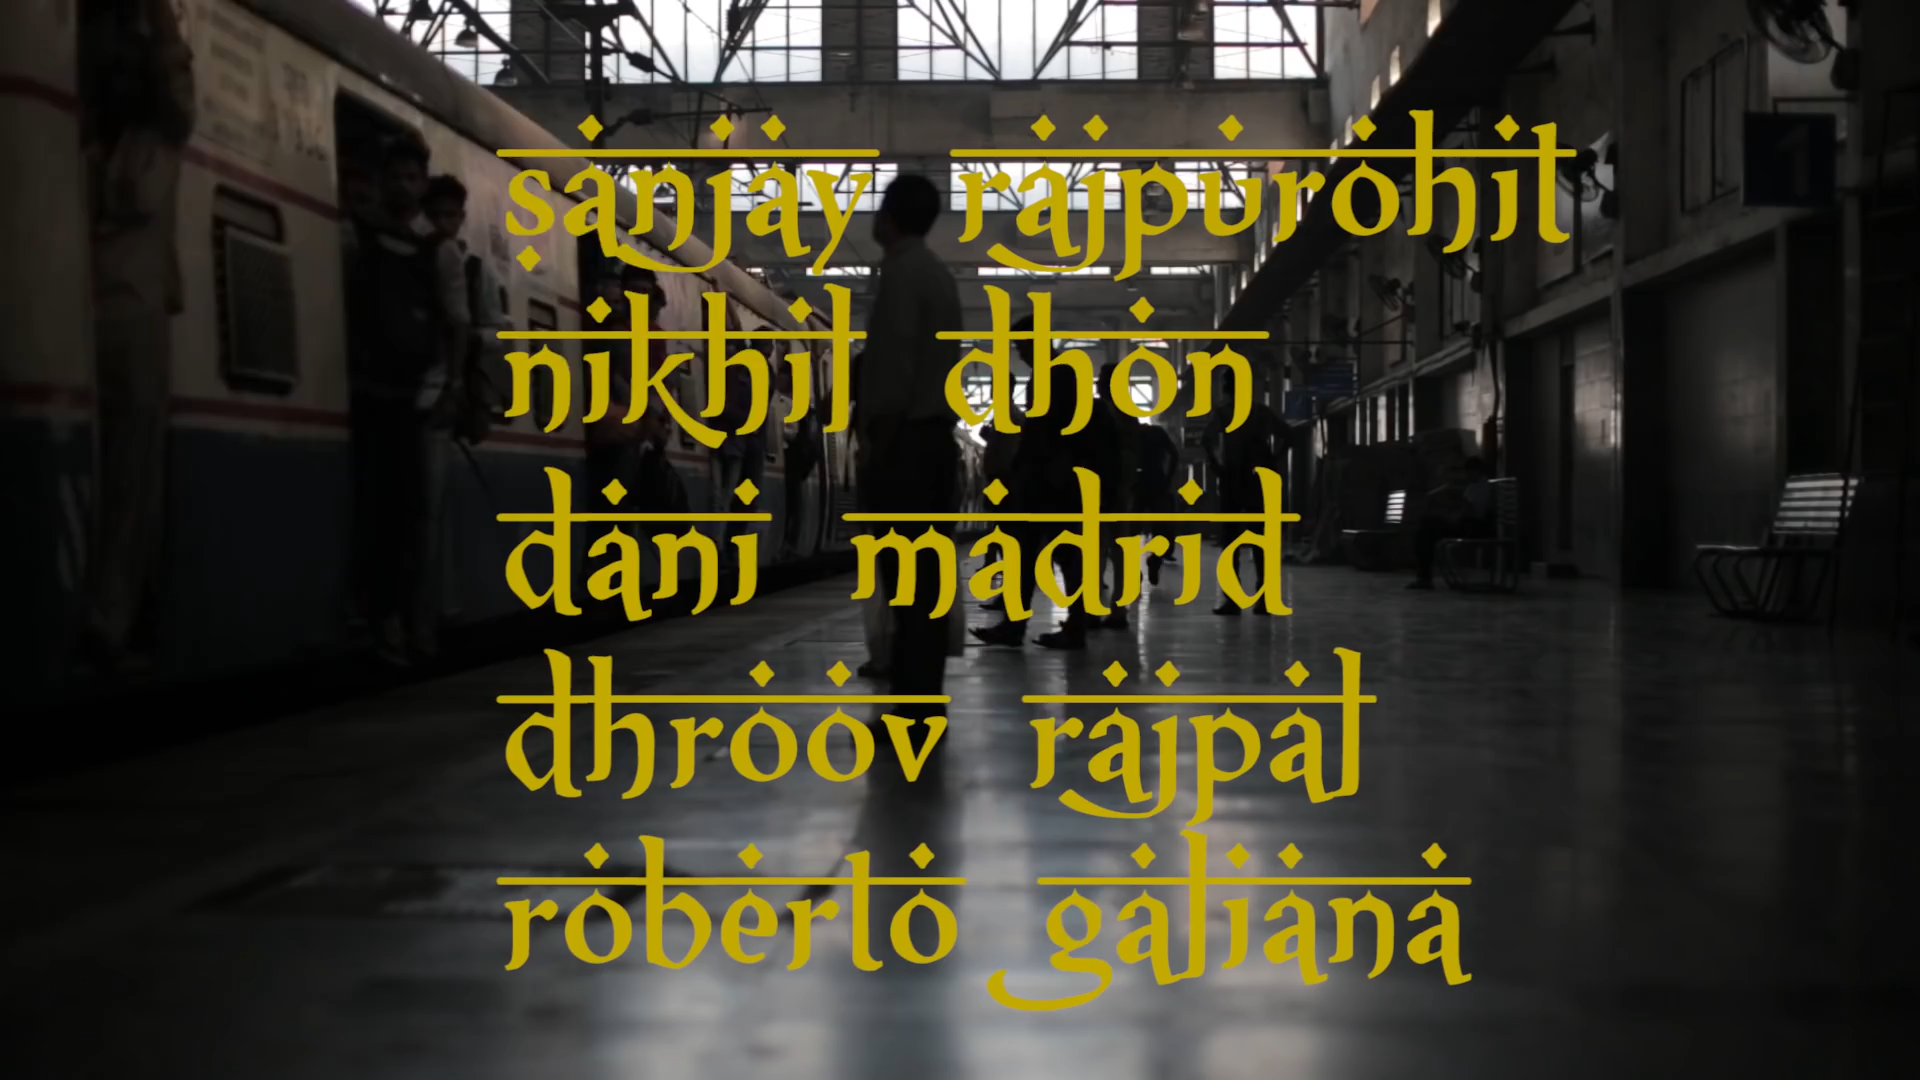 sanjay rajpurohit
nikhil dhon
dani madrid
dhroov rajpal
roberto galiana